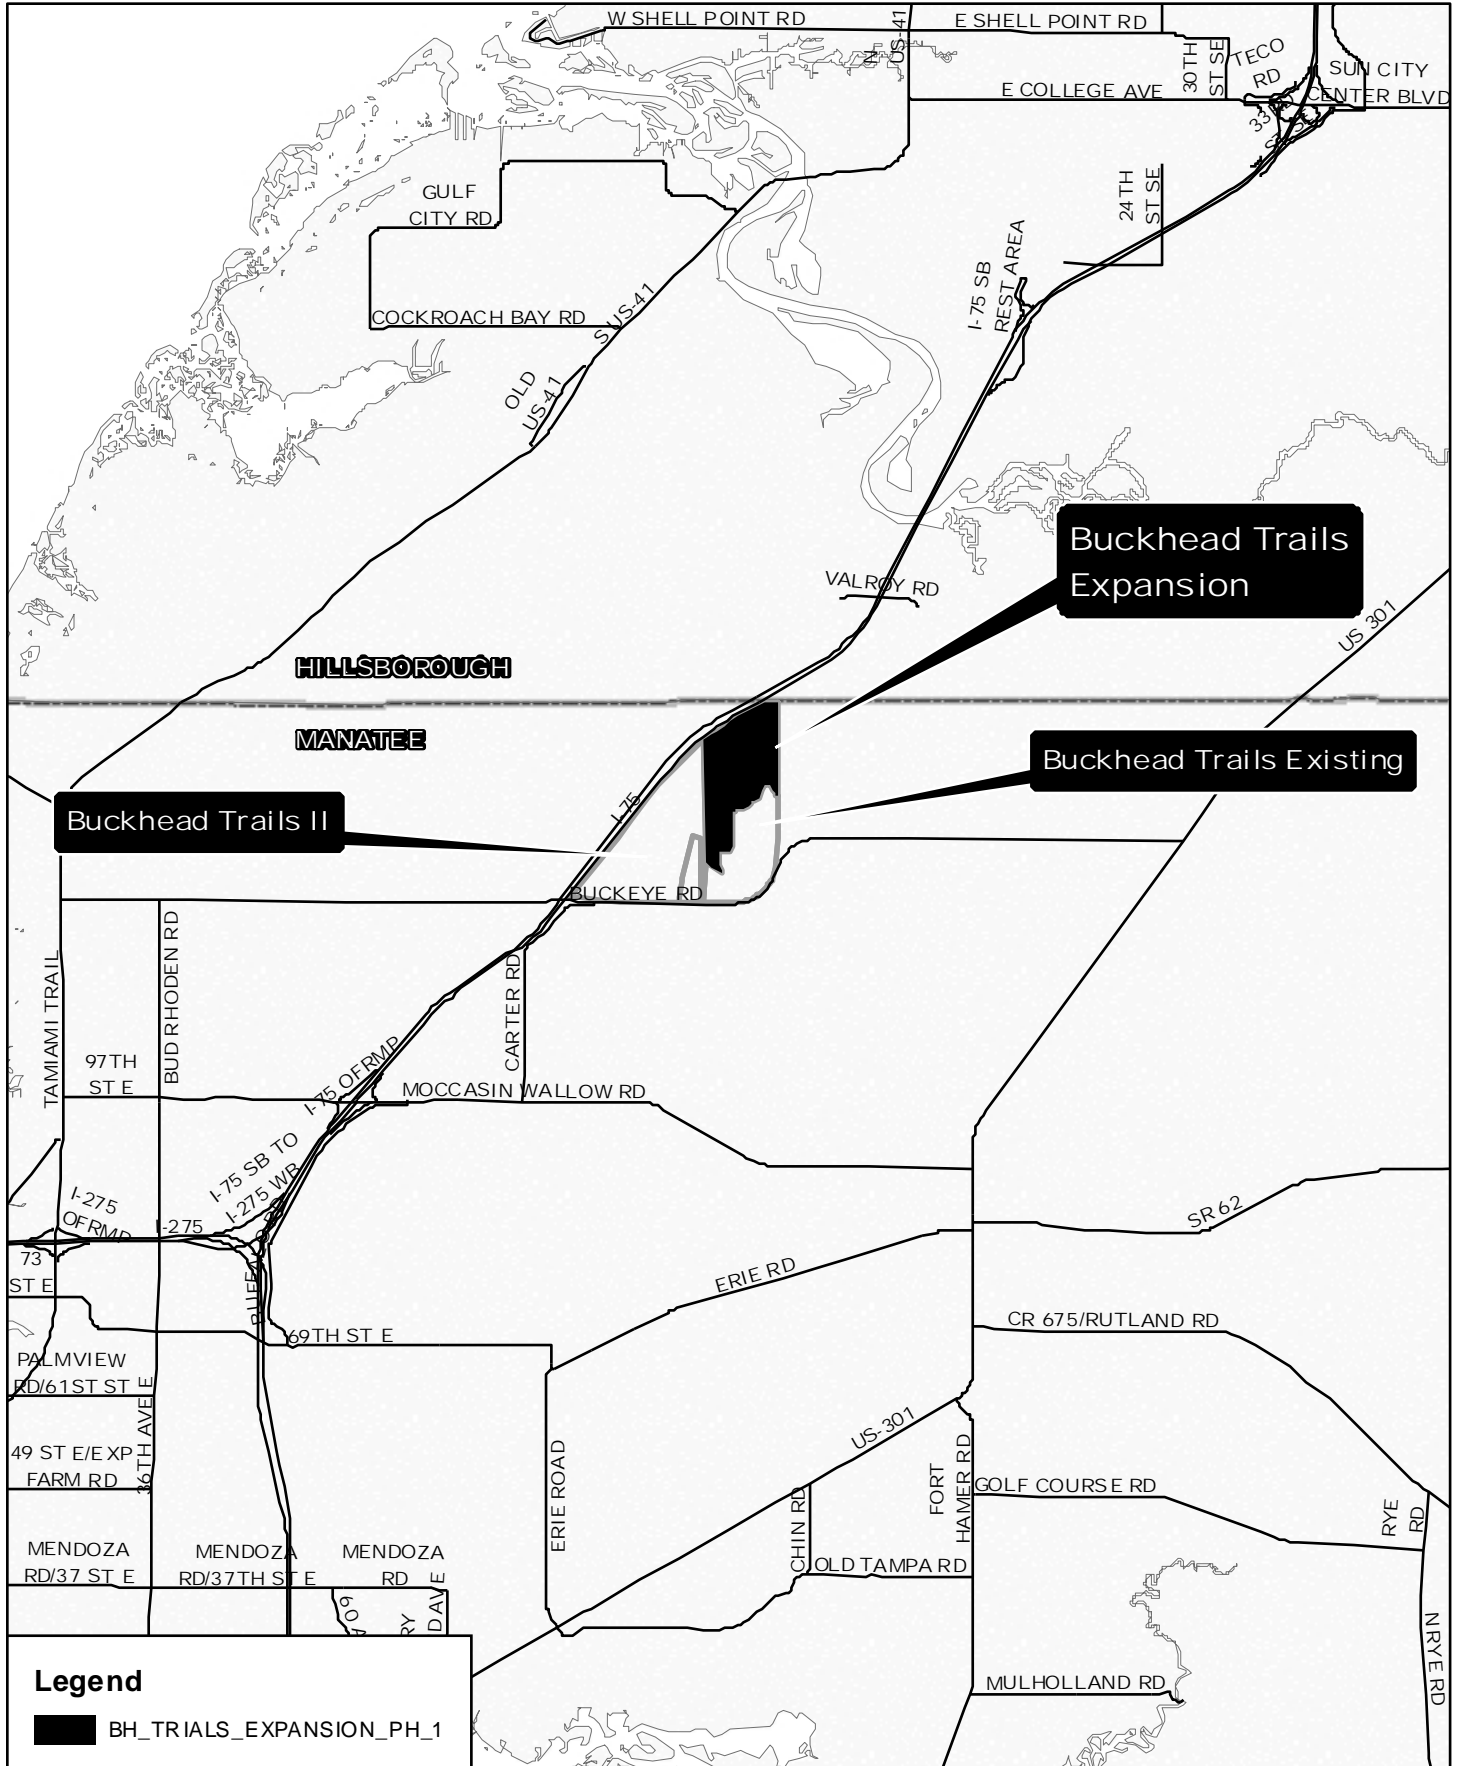 W SHELL POINT RD
E SHELL POINT RD
N
US-41
30TH
ST SE
TECO
RD
SUN CITY
CENTER BLVD
E COLLEGE AVE
ST SE
24TH
ST SE
GULF
CITY RD
I-75 SB
REST AREA
COCKROACH BAY RD
S US-41
OLD
US-41
Buckhead Trails
Expansion
VALROY RD
US 301
HILLSBOROUGH
MANATEE
Buckhead Trails Existing
I-75
Buckhead Trails II
BUCKEYE RD
TAMIAMI TRAIL
BUD RHODEN RD
CARTER RD
97TH
ST E
I-75 OFRMP
MOCCASIN WALLOW RD
I-75 SB TO
I-275 WB
I-275
OFRMP
I-275
SR 62
73
ST E
ERIE RD
69TH ST E
CR 675/RUTLAND RD
PALMVIEW
RD/61ST ST E
36TH AVE E
US-301
49 ST E/EXP
FARM RD
ERIE ROAD
FORT
HAMER RD
GOLF COURSE RD
CHIN RD
RYE
RD
MENDOZA
RD/37 ST E
MENDOZA
RD/37TH ST E
MENDOZA
RD
OLD TAMPA RD
60 A
RY
D AVE
N RYE RD
MULHOLLAND RD
Legend
BH_TRIALS_EXPANSION_PH_1